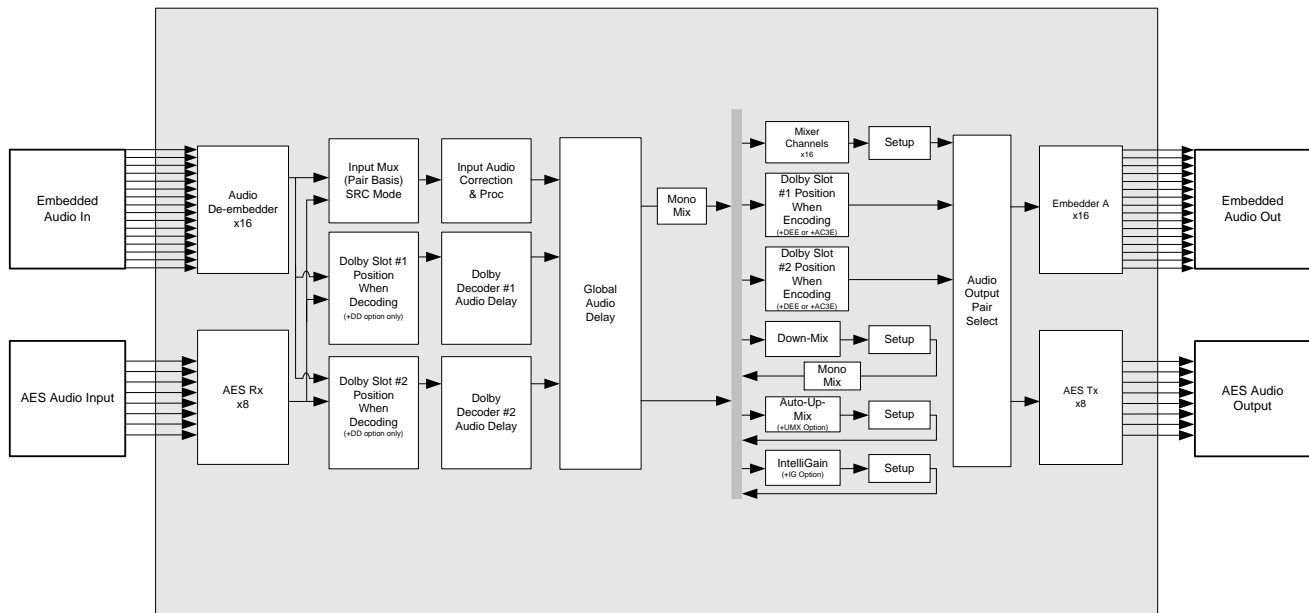 Embedded
Audio In
AES Audio Input
Audio
De-embedder
x16
AES Rx
x8
Input Mux
(Pair Basis)
SRC Mode
Dolby Slot #1
Position
When
Decoding
(+DD option only)
Dolby Slot #2
Position
When
Decoding
(+DD option only)
Input Audio
Correction
& Proc
Dolby
Decoder #1
Audio Delay
Dolby
Decoder #2
Audio Delay
Global
Audio
Delay
Mono
Mix
Mixer
Channels
x16
Setup
Dolby Slot
#1 Position
When
Encoding
(+DEE or +AC3E)
Dolby Slot
#2 Position
When
Encoding
(+DEE or +AC3E)
Down-Mix
Setup
Mono
Mix
Auto-Up-
Mix
(+UMX Option)
Setup
IntelliGain
(+IG Option)
Setup
Audio
Output
Pair
Select
Embedder A
x16
AES Tx
x8
Embedded
Audio Out
AES Audio
Output